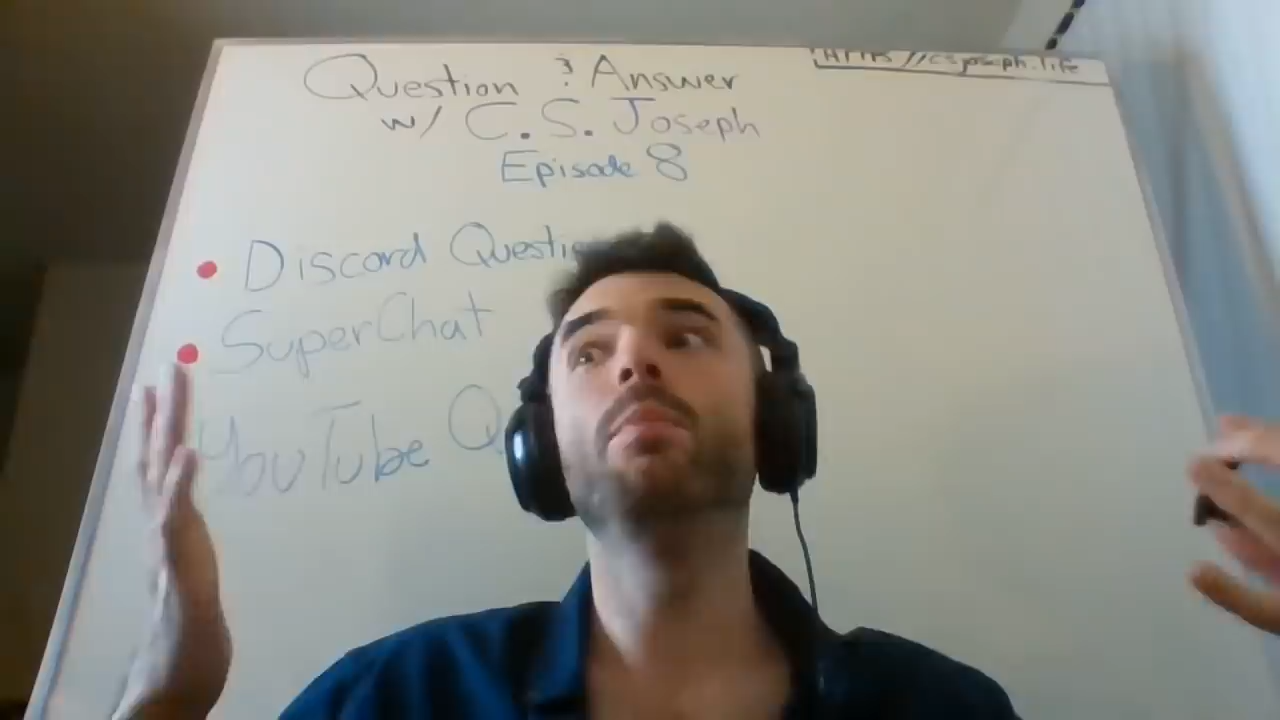 Question & Answer
w/ C.S. Joseph
Episode 8
https://csjoseph.life
Discord Questi
SuperChat
YouTube Q